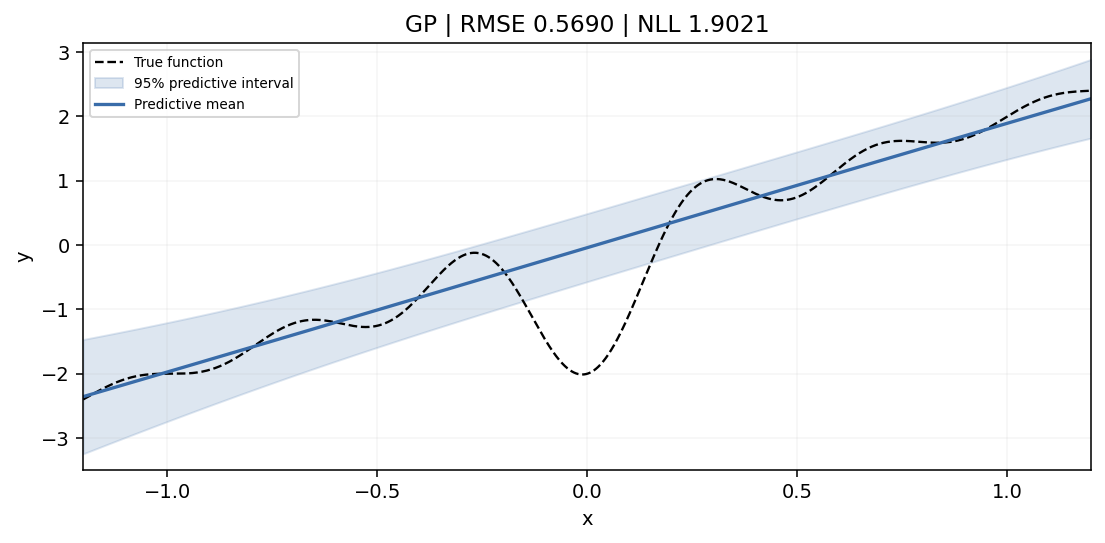 GP | RMSE 0.5690 | NLL 1.9021
True function
95% predictive interval
Predictive mean
3
2
1
0
−1
−2
−3
y
−1.0 −0.5 0.0 0.5 1.0
x